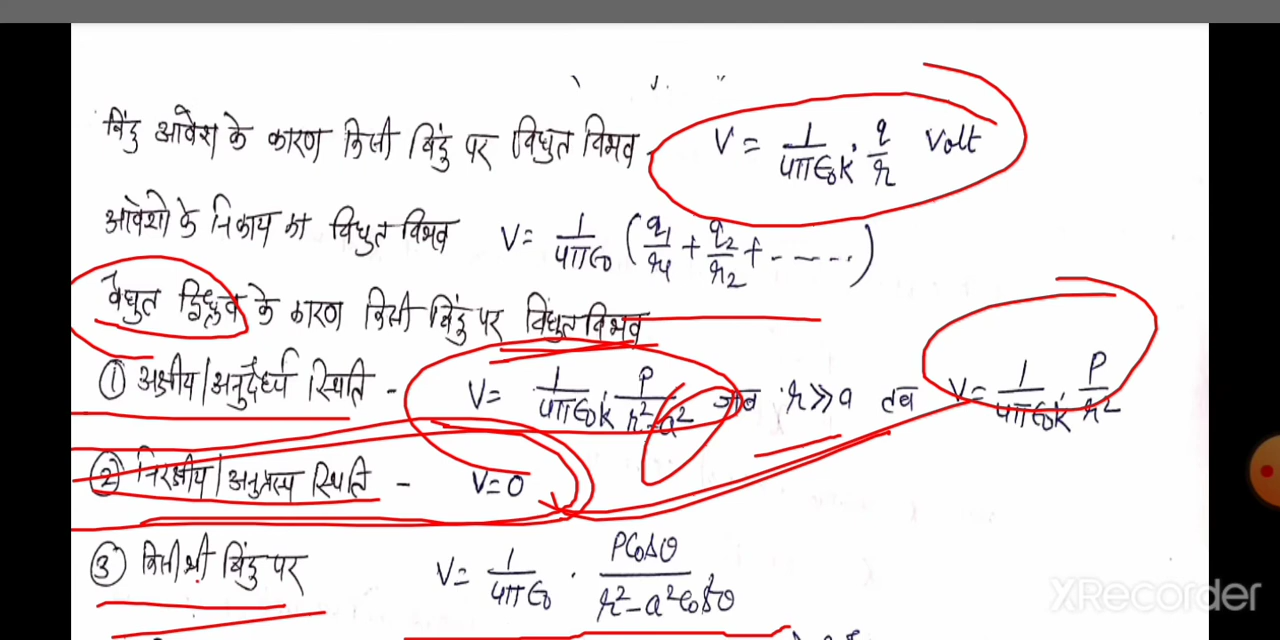 बिंदु आवेश के कारण किसी बिंदु पर विधुत विभव - V = 1/4πϵ₀k · q/r Volt
आवेशो के निकाय का विधुत विभव V = 1/4πϵ₀ (q₁/r₁ + q₂/r₂ + ------)
वैधुत द्विध्रुव के कारण किसी बिंदु पर विधुत विभव
① अक्षीय/अनुदैर्ध्य स्थिति - V = 1/4πϵ₀k · P/r²-a² जब r>>a तब V = 1/4πϵ₀k · P/r²
② निरक्षीय/अनुप्रस्थ स्थिति - V=0
③ किसी भी बिंदु पर V = 1/4πϵ₀ · PCosθ/r²-a²Cos²θ
XRecorder